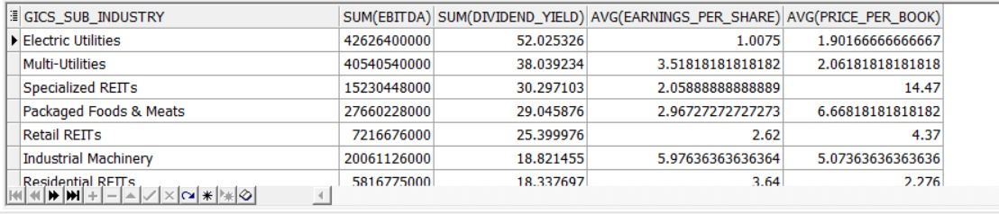 GICS_SUB_INDUSTRY SUM(EBITDA) SUM(DIVIDEND_YIELD) AVG(EARNINGS_PER_SHARE) AVG(PRICE_PER_BOOK)
Electric Utilities 42626400000 52.025326 1.0075 1.90166666666667
Multi-Utilities 40540540000 38.039234 3.51818181818182 2.06181818181818
Specialized REITs 15230448000 30.297103 2.05888888888889 14.47
Packaged Foods & Meats 27660228000 29.045876 2.96727272727273 6.66818181818182
Retail REITs 7216676000 25.399976 2.62 4.37
Industrial Machinery 20061126000 18.821455 5.97636363636364 5.07363636363636
Residential REITs 5816775000 18.337697 3.64 2.276